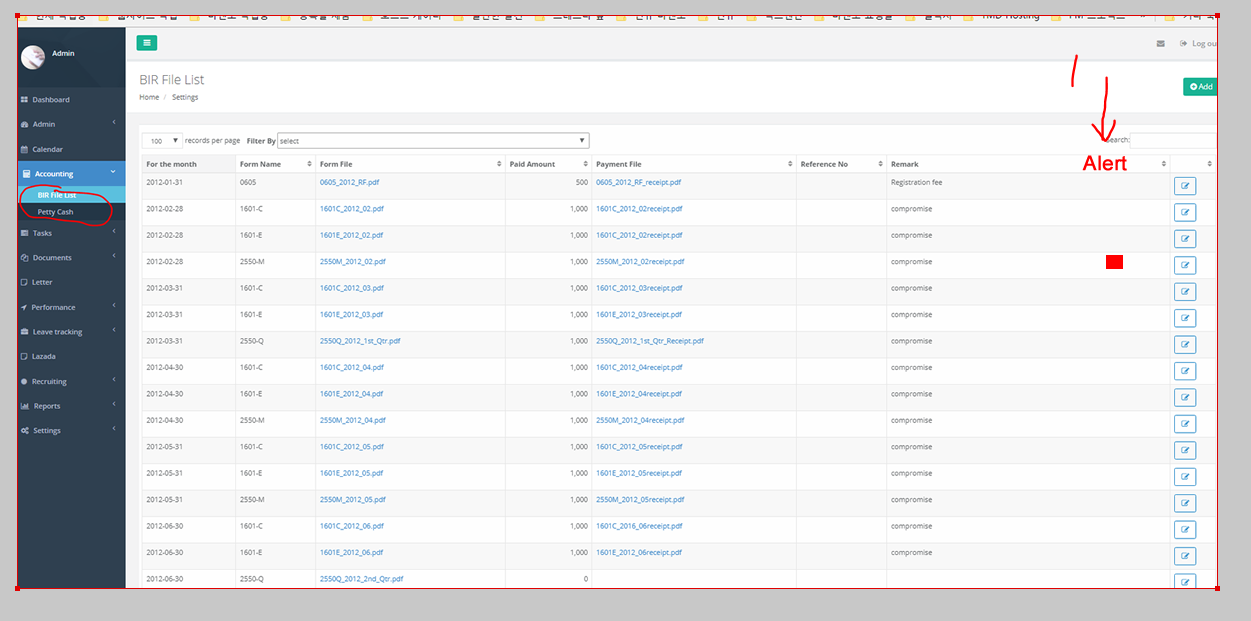 TMD Hosting
Admin
Log ou
BIR File List
Home / Settings
Add
Dashboard
Admin
Calendar
Accounting
BIR File List
Petty Cash
Tasks
Documents
Letter
Performance
Leave tracking
Lazada
Recruiting
Reports
Settings
100 records per page Filter By select earch:
Alert
For the month Form Name Form File Paid Amount Payment File Reference No Remark
2012-01-31 0605 0605_2012_RF.pdf 500 0605_2012_RF_receipt.pdf Registration fee
2012-02-28 1601-C 1601C_2012_02.pdf 1,000 1601C_2012_02receipt.pdf compromise
2012-02-28 1601-E 1601E_2012_02.pdf 1,000 1601C_2012_02receipt.pdf compromise
2012-02-28 2550-M 2550M_2012_02.pdf 1,000 2550M_2012_02receipt.pdf compromise
2012-03-31 1601-C 1601C_2012_03.pdf 1,000 1601C_2012_03receipt.pdf compromise
2012-03-31 1601-E 1601E_2012_03.pdf 1,000 1601E_2012_03receipt.pdf compromise
2012-03-31 2550-Q 2550Q_2012_1st_Qtr.pdf 1,000 2550Q_2012_1st_Qtr_Receipt.pdf compromise
2012-04-30 1601-C 1601C_2012_04.pdf 1,000 1601C_2012_04receipt.pdf compromise
2012-04-30 1601-E 1601E_2012_04.pdf 1,000 1601E_2012_04receipt.pdf compromise
2012-04-30 2550-M 2550M_2012_04.pdf 1,000 2550M_2012_04receipt.pdf compromise
2012-05-31 1601-C 1601C_2012_05.pdf 1,000 1601C_2012_05receipt.pdf compromise
2012-05-31 1601-E 1601E_2012_05.pdf 1,000 1601E_2012_05receipt.pdf compromise
2012-05-31 2550-M 2550M_2012_05.pdf 1,000 2550M_2012_05receipt.pdf compromise
2012-06-30 1601-C 1601C_2012_06.pdf 1,000 1601C_2016_06receipt.pdf compromise
2012-06-30 1601-E 1601E_2012_06.pdf 1,000 1601E_2012_06receipt.pdf compromise
2012-06-30 2550-Q 2550Q_2012_2nd_Qtr.pdf 0